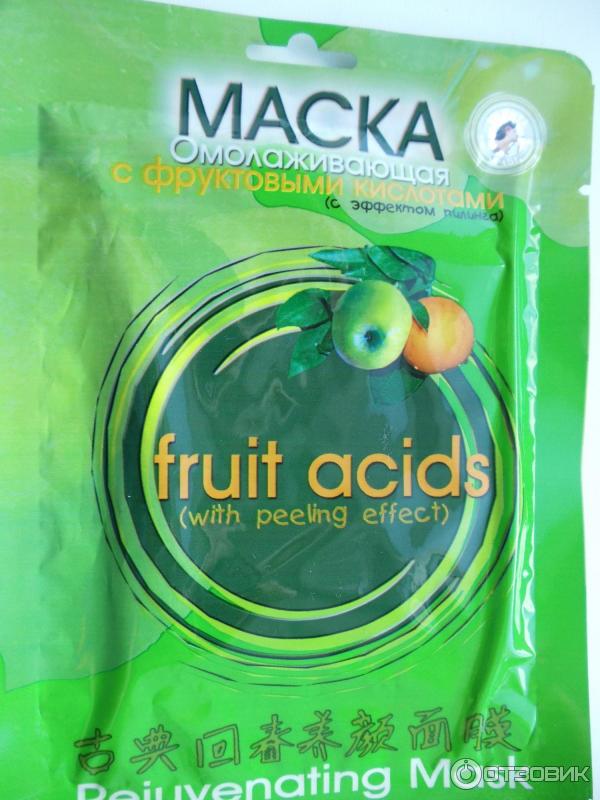 МАСКА
Омолаживающая
с фруктовыми кислотами
(с эффектом пилинга)
fruit acids
(with peeling effect)
古典回春养颜面膜
Rejuvenating Mask
ОТЗОВИК